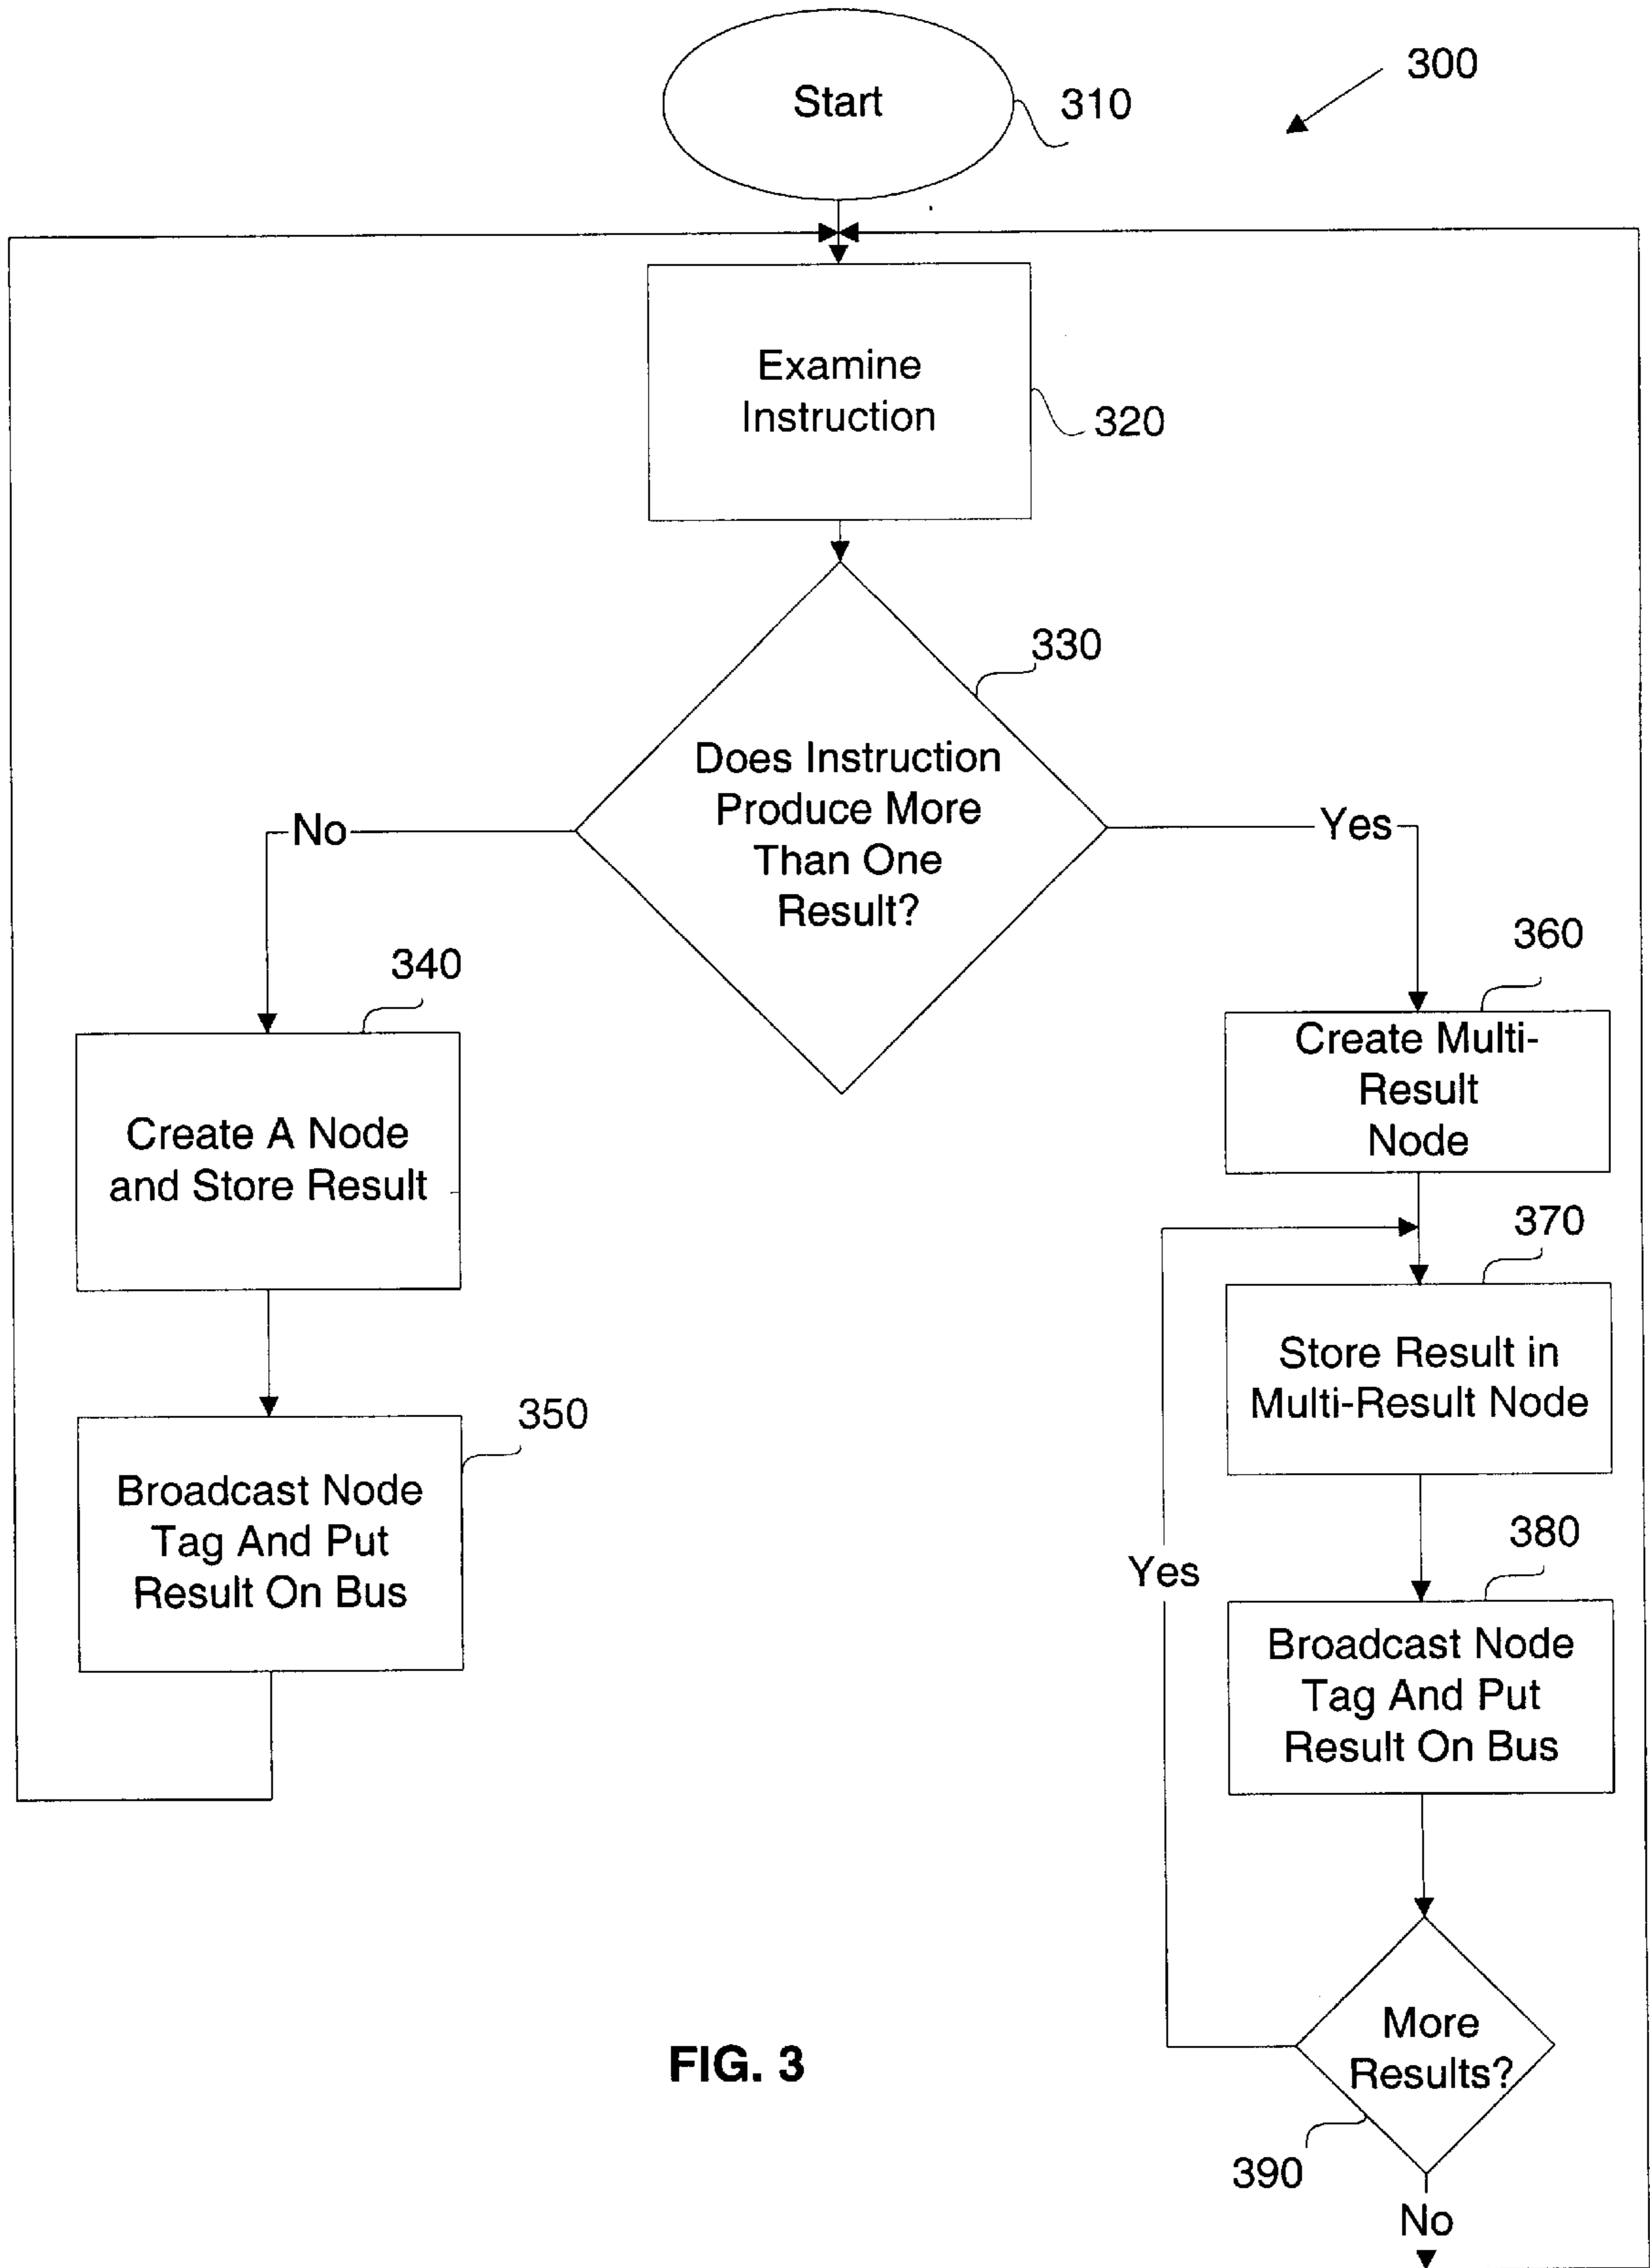 300
Start
310
Examine
Instruction
320
330
Does Instruction
Produce More
Than One
Result?
No
Yes
340
Create A Node
and Store Result
360
Create Multi-
Result
Node
370
Store Result in
Multi-Result Node
350
Broadcast Node
Tag And Put
Result On Bus
380
Broadcast Node
Tag And Put
Result On Bus
Yes
More
Results?
390
No
FIG. 3